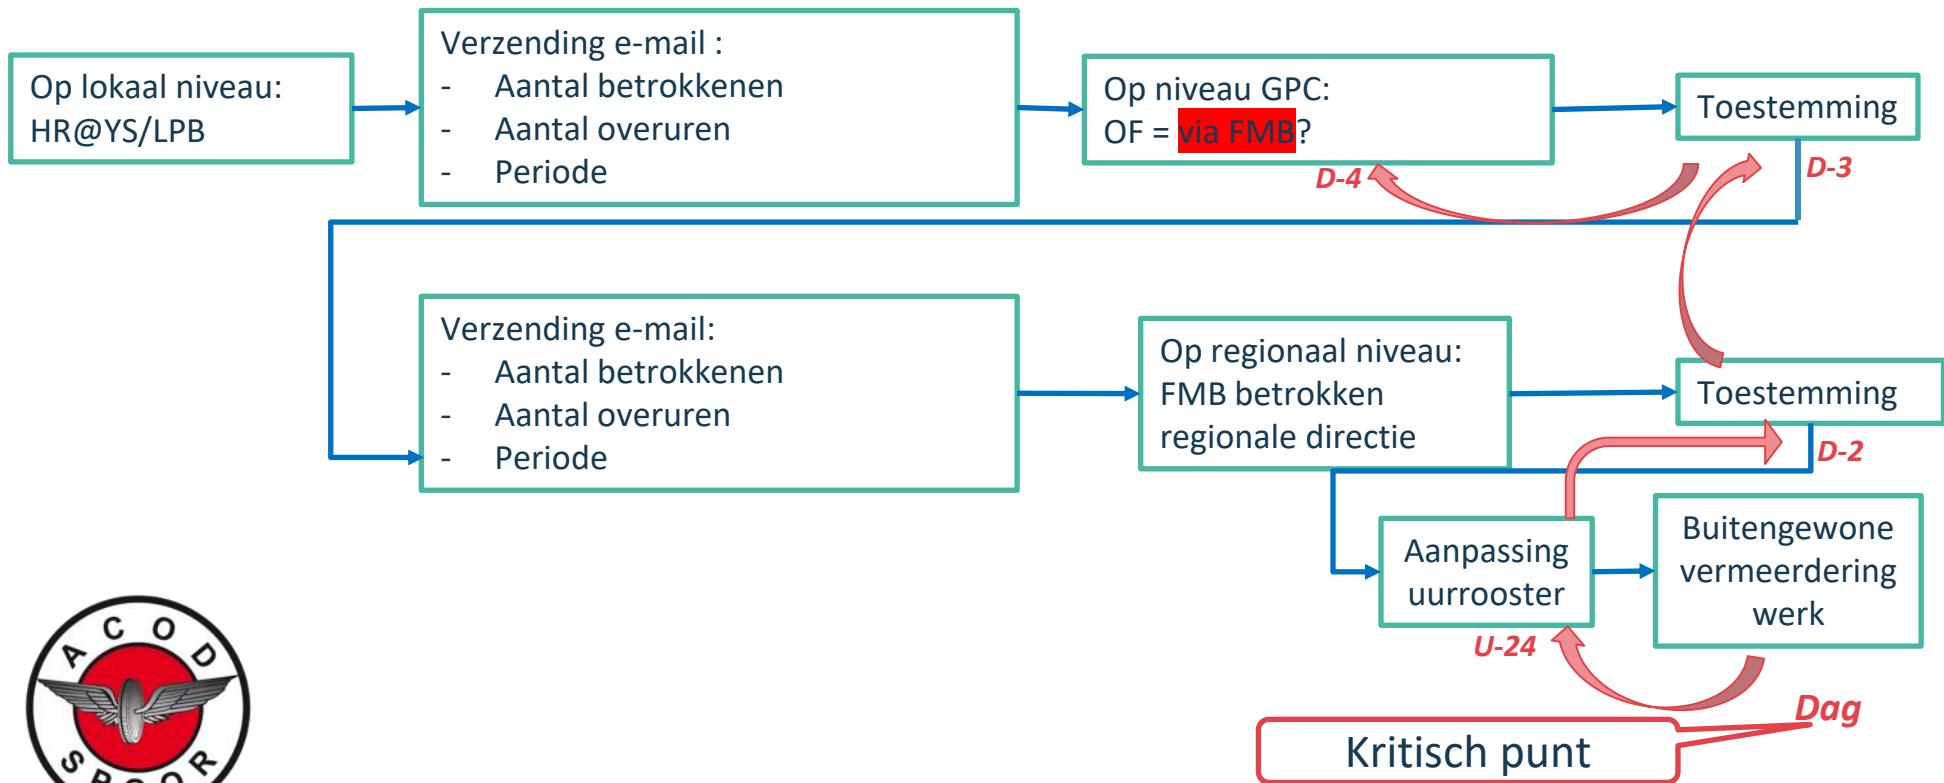 Op lokaal niveau:
HR@YS/LPB
Verzending e-mail :
- Aantal betrokkenen
- Aantal overuren
- Periode
Op niveau GPC:
OF = via FMB?
Toestemming
D-4
D-3
Verzending e-mail:
- Aantal betrokkenen
- Aantal overuren
- Periode
Op regionaal niveau:
FMB betrokken
regionale directie
Toestemming
D-2
Aanpassing
uurrooster
Buitengewone
vermeerdering
werk
U-24
Dag
Kritisch punt
ACOD
SPOOR